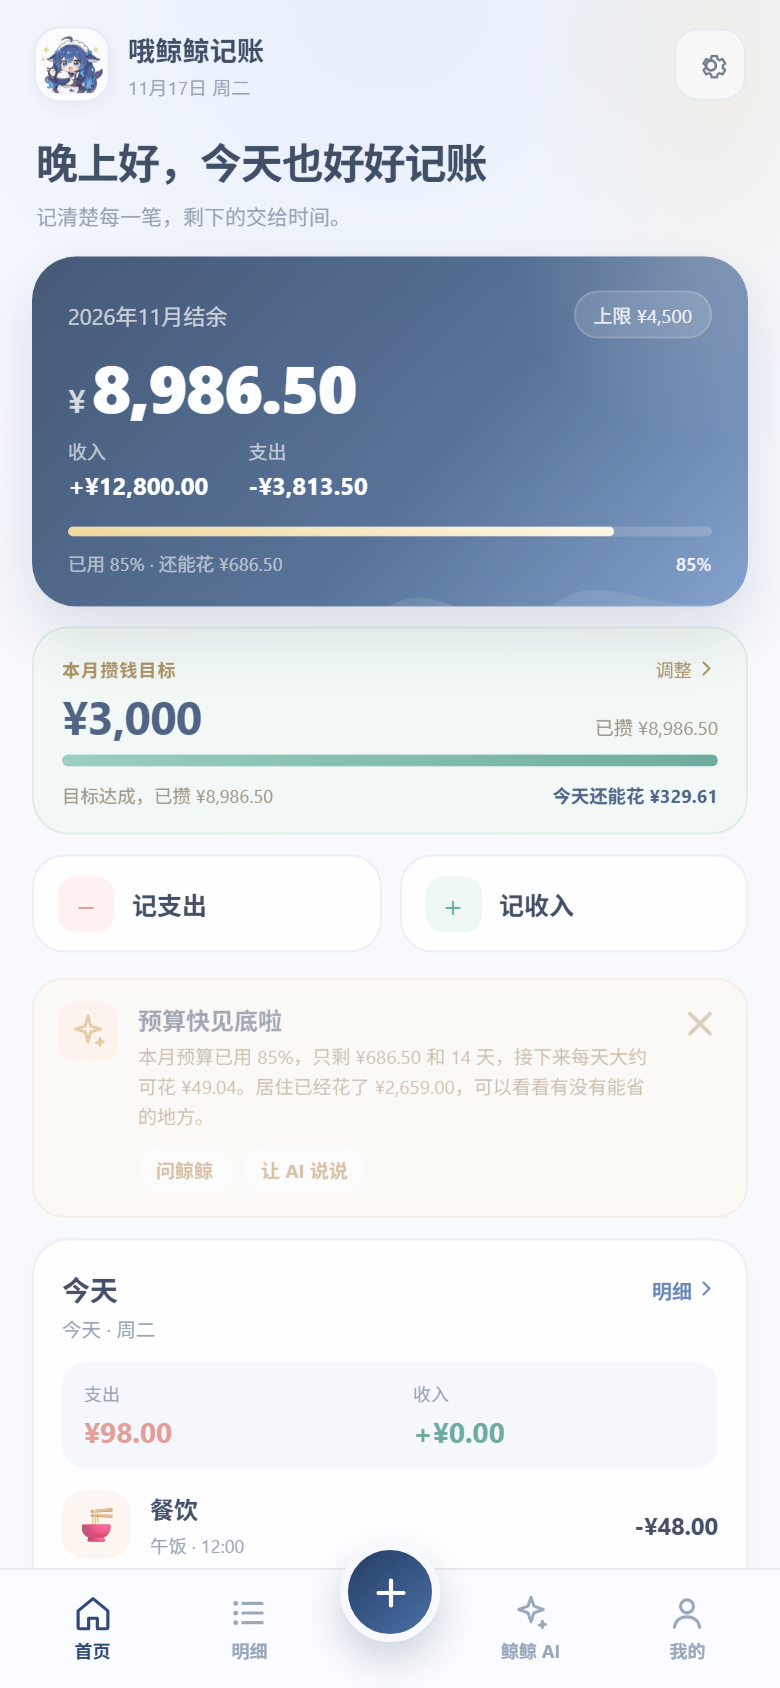 哦鲸鲸记账
11月17日 周二
晚上好，今天也好好记账
记清楚每一笔，剩下的交给时间。
2026年11月结余
上限 ¥4,500
¥8,986.50
收入
支出
+¥12,800.00
-¥3,813.50
已用 85% · 还能花 ¥686.50
85%
本月攒钱目标
调整
¥3,000
已攒 ¥8,986.50
目标达成，已攒 ¥8,986.50
今天还能花 ¥329.61
记支出
记收入
预算快见底啦
本月预算已用 85%，只剩 ¥686.50 和 14 天，接下来每天大约
可花 ¥49.04。居住已经花了 ¥2,659.00，可以看看有没有能省
的地方。
问鲸鲸
让 AI 说说
今天
明细
今天 · 周二
支出
收入
¥98.00
+¥0.00
餐饮
午饭 · 12:00
-¥48.00
首页
明细
鲸鲸 AI
我的